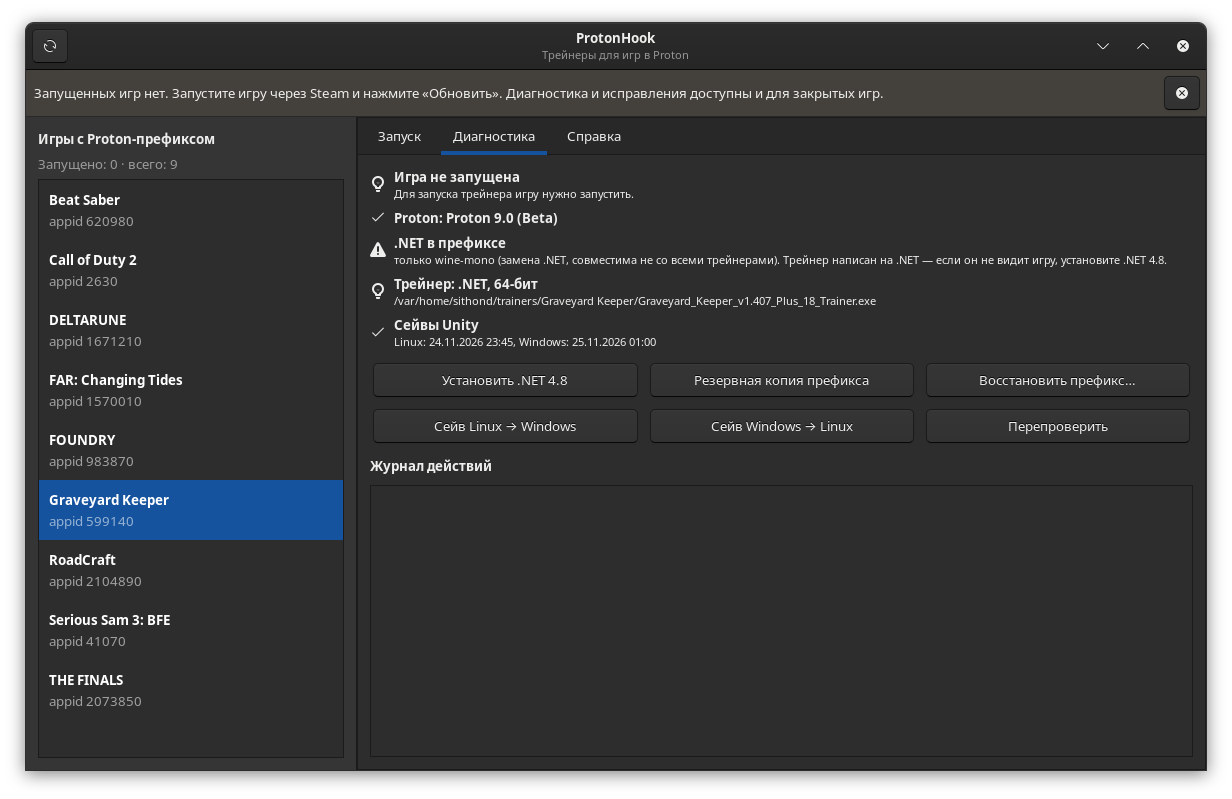 ProtonHook
Трейнеры для игр в Proton
Запущенных игр нет. Запустите игру через Steam и нажмите «Обновить». Диагностика и исправления доступны и для закрытых игр.
Игры с Proton-префиксом
Запущено: 0 · всего: 9
Beat Saber
appid 620980
Call of Duty 2
appid 2630
DELTARUNE
appid 1671210
FAR: Changing Tides
appid 1570010
FOUNDRY
appid 983870
Graveyard Keeper
appid 599140
RoadCraft
appid 2104890
Serious Sam 3: BFE
appid 41070
THE FINALS
appid 2073850
Запуск Диагностика Справка
Игра не запущена
Для запуска трейнера игру нужно запустить.
Proton: Proton 9.0 (Beta)
.NET в префиксе
только wine-mono (замена .NET, совместима не со всеми трейнерами). Трейнер написан на .NET — если он не видит игру, установите .NET 4.8.
Трейнер: .NET, 64-бит
/var/home/sithond/trainers/Graveyard Keeper/Graveyard_Keeper_v1.407_Plus_18_Trainer.exe
Сейвы Unity
Linux: 24.11.2026 23:45, Windows: 25.11.2026 01:00
Установить .NET 4.8 Резервная копия префикса Восстановить префикс...
Сейв Linux → Windows Сейв Windows → Linux Перепроверить
Журнал действий